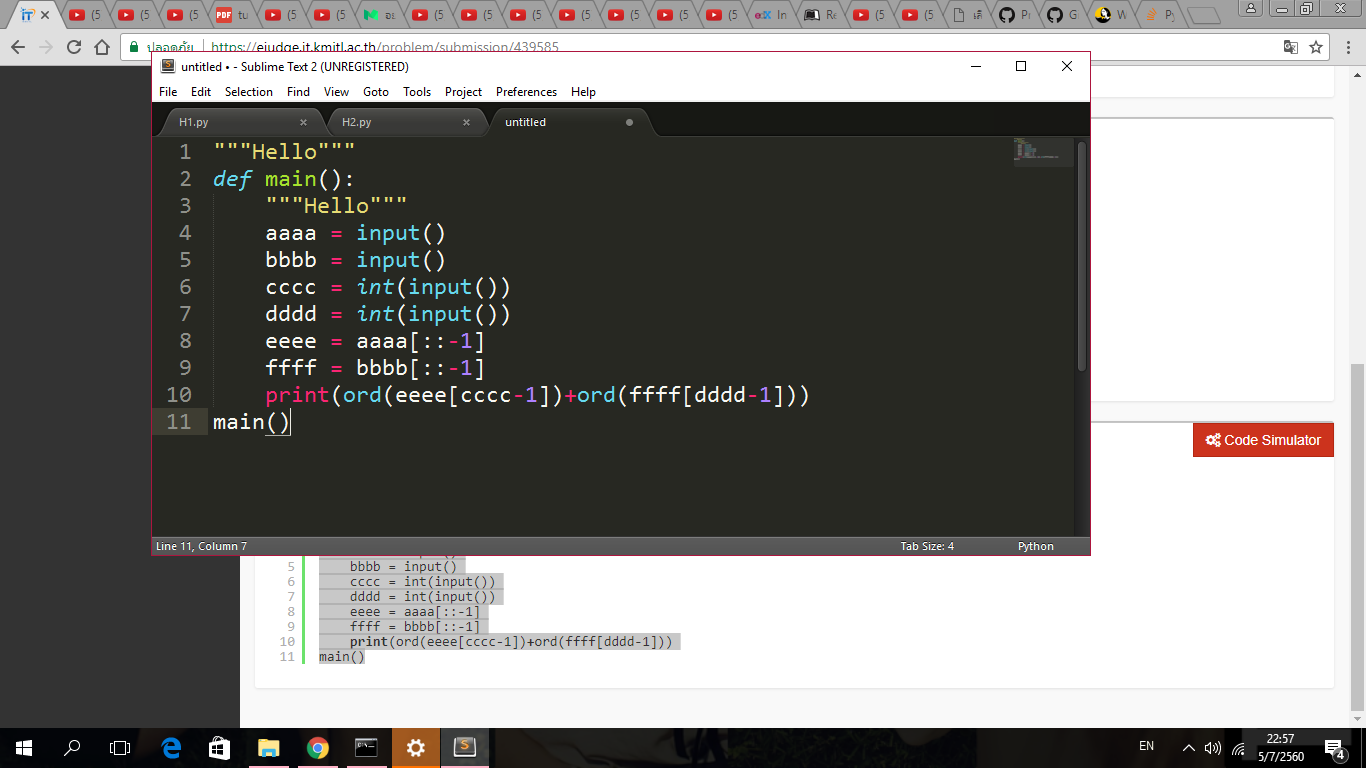 (5
(5
(5
PDF tu
(5
(5
(5
(5
(5
(5
(5
(5
(5
(5
In
Re
(5
(5
Pr
G
W
Py
ปลอดภัย | https://ejudge.it.kmitl.ac.th/problem/submission/439585
untitled • - Sublime Text 2 (UNREGISTERED)
File Edit Selection Find View Goto Tools Project Preferences Help
H1.py H2.py untitled
1 """Hello"""
2 def main():
3     """Hello"""
4     aaaa = input()
5     bbbb = input()
6     cccc = int(input())
7     dddd = int(input())
8     eeee = aaaa[::-1]
9     ffff = bbbb[::-1]
10     print(ord(eeee[cccc-1])+ord(ffff[dddd-1]))
11 main()
Code Simulator
Line 11, Column 7 Tab Size: 4 Python
5     bbbb = input()
6     cccc = int(input())
7     dddd = int(input())
8     eeee = aaaa[::-1]
9     ffff = bbbb[::-1]
10     print(ord(eeee[cccc-1])+ord(ffff[dddd-1]))
11 main()
EN
22:57
5/7/2560
4